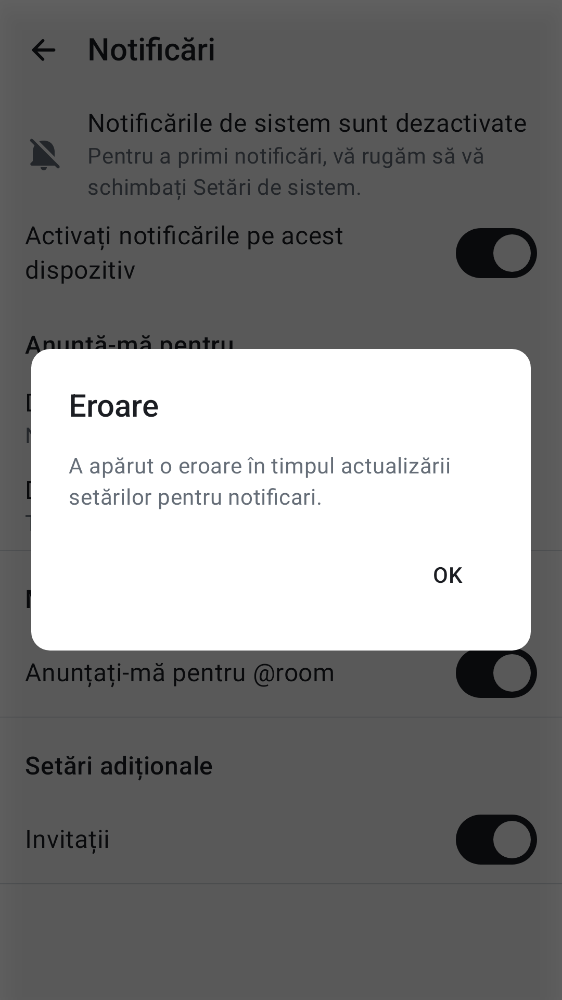 Notificări
Notificările de sistem sunt dezactivate
Pentru a primi notificări, vă rugăm să vă
schimbați Setări de sistem.
Activați notificările pe acest
dispozitiv
Anunță-mă pentru
Eroare
A apărut o eroare în timpul actualizării
setărilor pentru notificari.
OK
Anunțați-mă pentru @room
Setări adiționale
Invitații